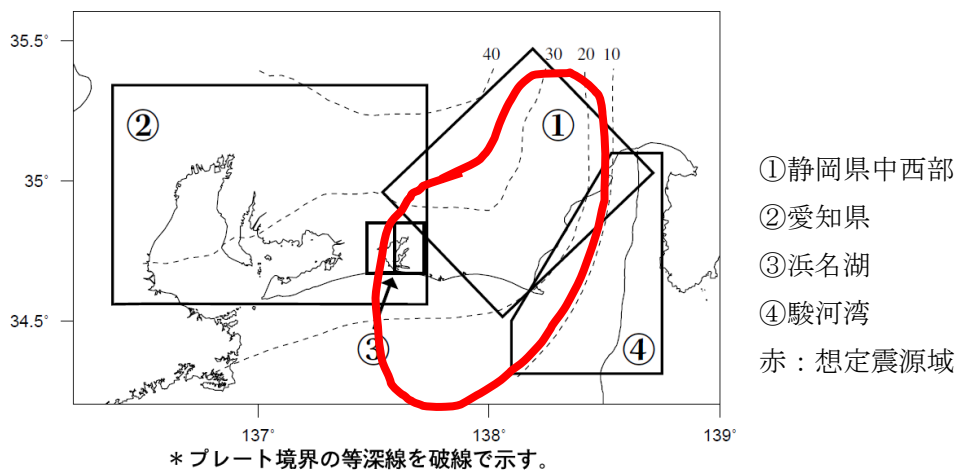 35.5°
35°
34.5°
40
30
20
10
①
②
③
④
137°
138°
139°
①静岡県中西部
②愛知県
③浜名湖
④駿河湾
赤：想定震源域
＊プレート境界の等深線を破線で示す。